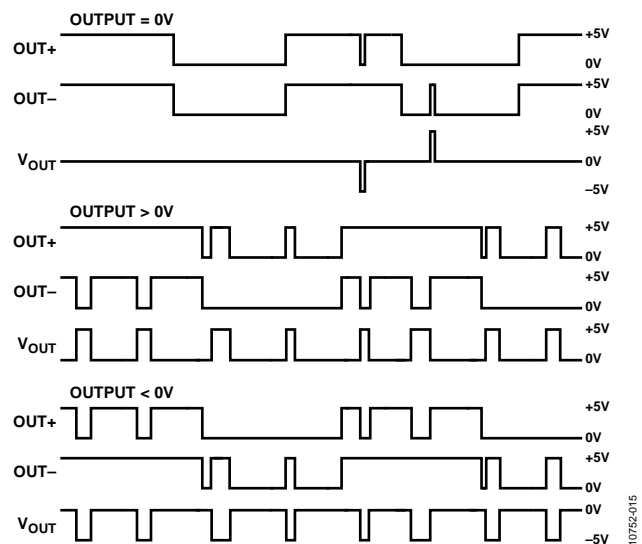 OUTPUT = 0V
OUT+
+5V
0V
OUT–
+5V
0V
VOUT
+5V
0V
–5V
OUTPUT > 0V
OUT+
+5V
0V
OUT–
+5V
0V
VOUT
+5V
0V
OUTPUT < 0V
OUT+
+5V
0V
OUT–
+5V
0V
VOUT
0V
–5V
10752-015